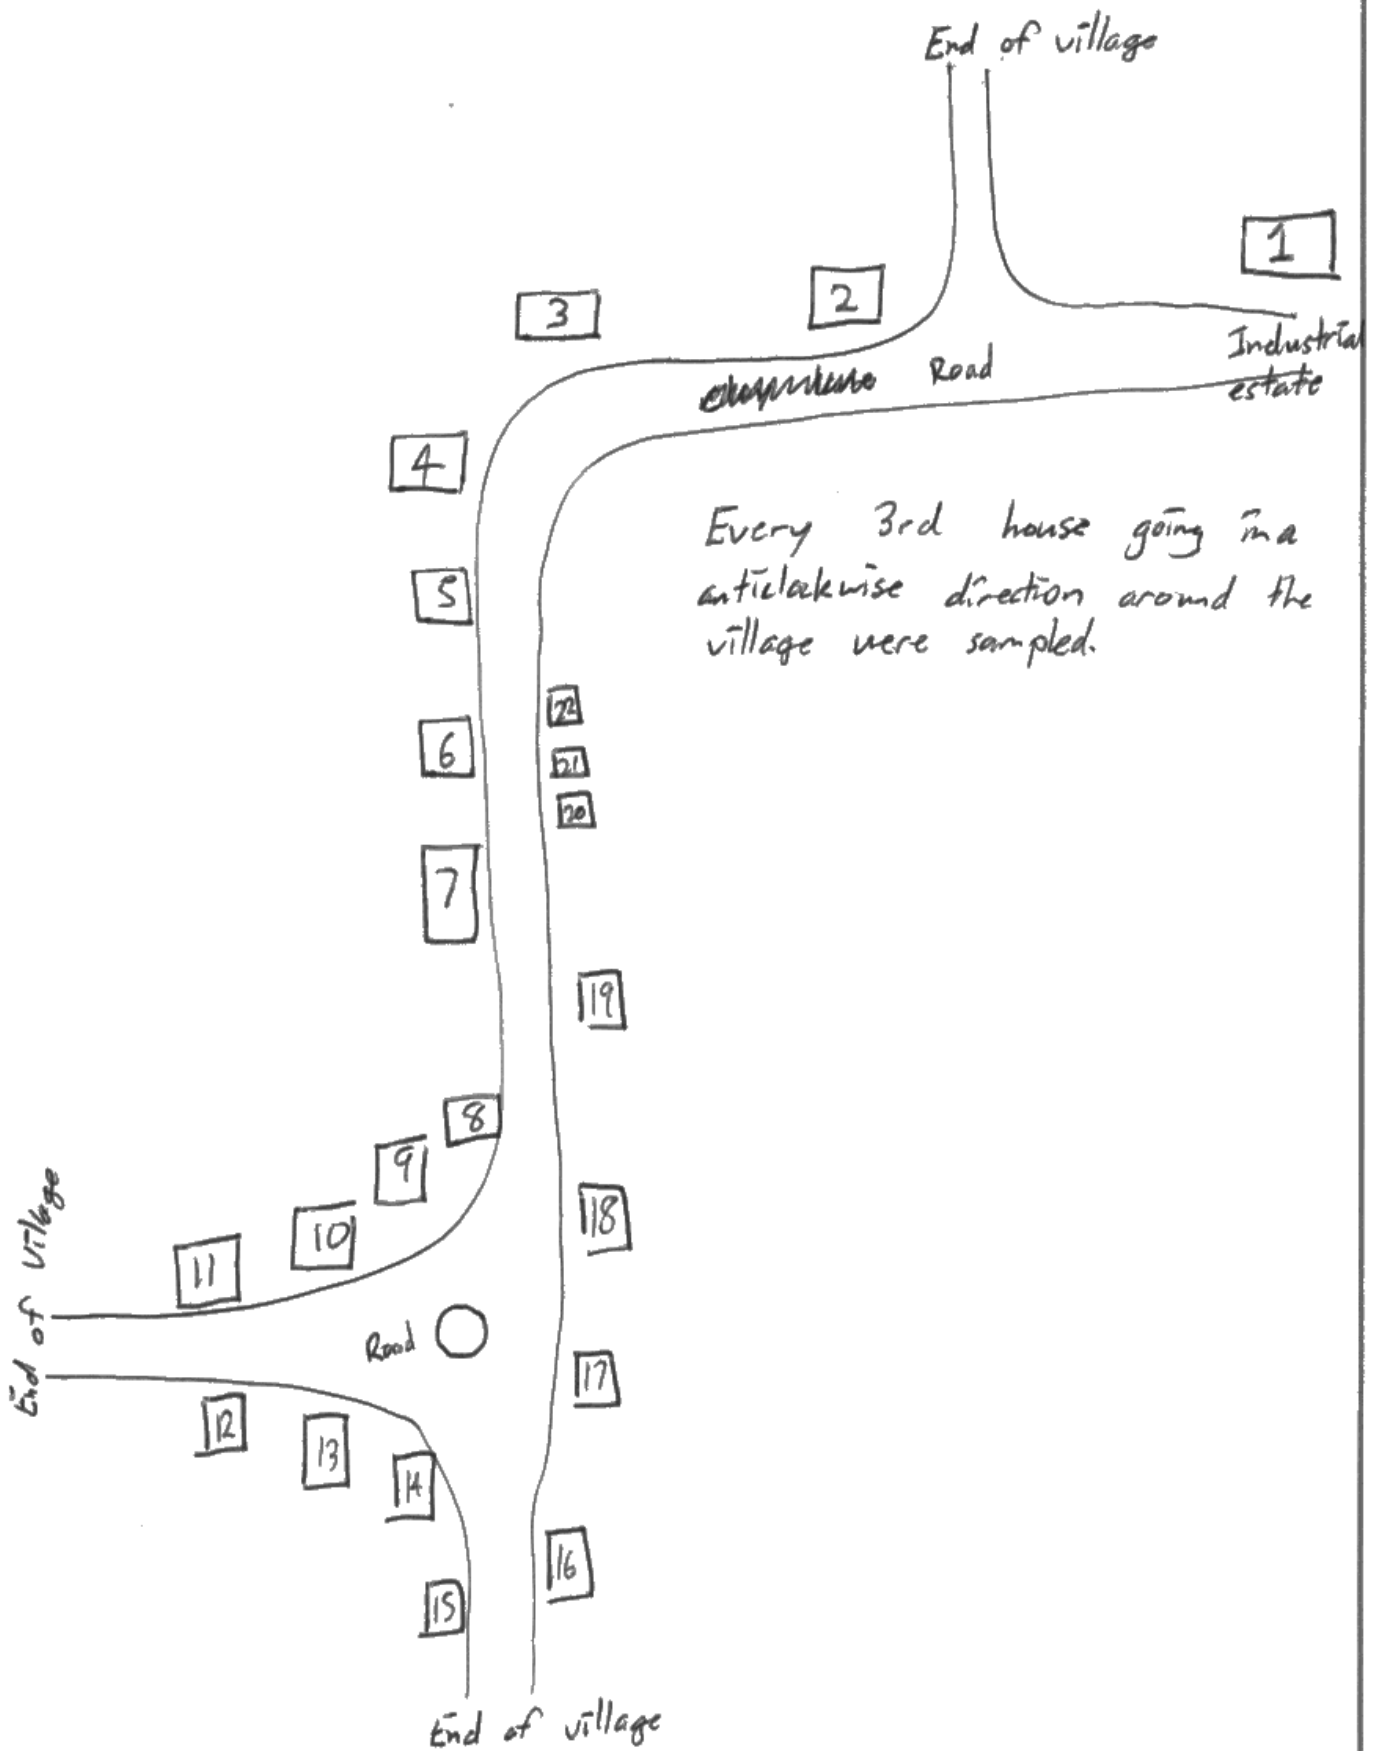 End of village
1
2
3
Industrial
estate
Road
4
Every 3rd house going in a
anticlockwise direction around the
village were sampled.
5
22
6
21
20
7
19
8
9
18
10
11
End of village
Road
17
12
13
14
16
15
End of village